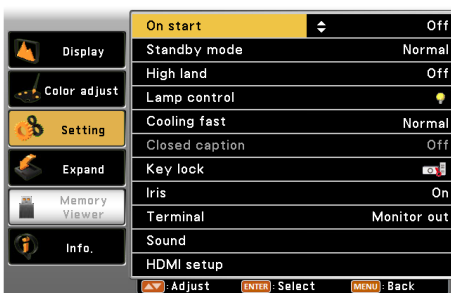 Display
Color adjust
Setting
Expand
Memory
Viewer
Info.
On start Off
Standby mode Normal
High land Off
Lamp control
Cooling fast Normal
Closed caption Off
Key lock
Iris On
Terminal Monitor out
Sound
HDMI setup
: Adjust ENTER : Select MENU : Back